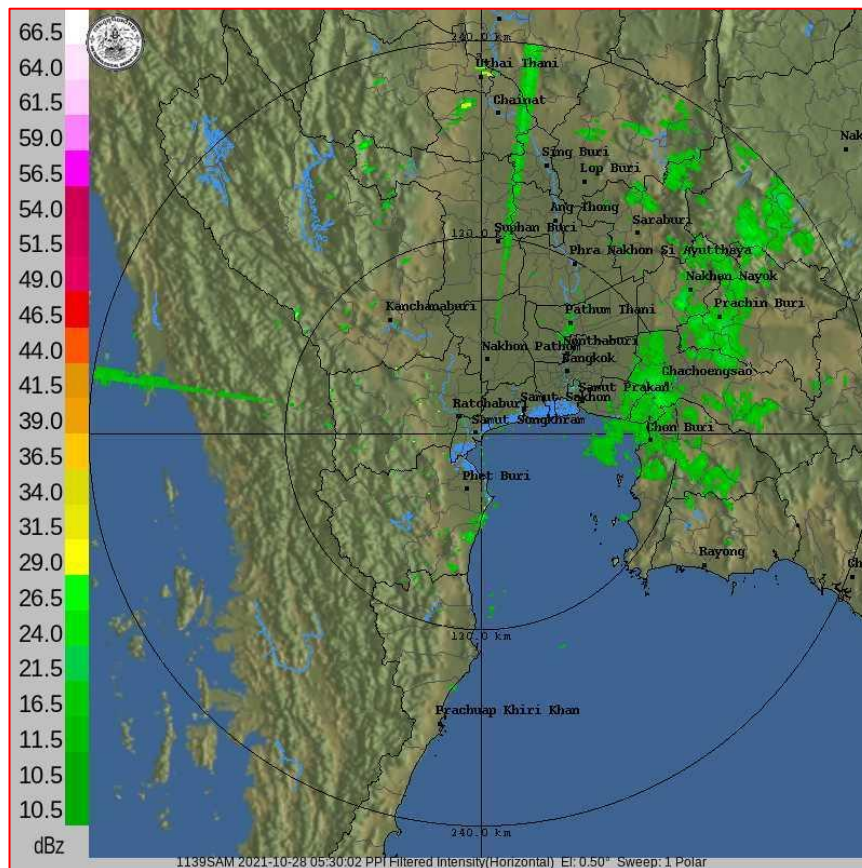 66.5
64.0
61.5
59.0
56.5
54.0
51.5
49.0
46.5
44.0
41.5
39.0
36.5
34.0
31.5
29.0
26.5
24.0
21.5
16.5
11.5
10.5
10.5
dBz
240.0 km
Uthai Thani
Chainat
Nak
Sing Buri
Lop Buri
Ang Thong
Saraburi
Suphan Buri
130.0 km
Phra Nakhon Si Ayutthaya
Nakhon Nayok
Prachin Buri
Kanchanaburi
Pathum Thani
Nonthaburi
Nakhon Pathom
Bangkok
Chachoengsao
Samut Prakan
Samut Sakhon
Ratchaburi
Samut Songkhram
Chon Buri
Phet Buri
Rayong
Ch
130.0 km
Prachuap Khiri Khan
240.0 km
1139SAM 2021-10-28 05:30:02 PPI Filtered Intensity(Horizontal) El: 0.50° Sweep: 1 Polar